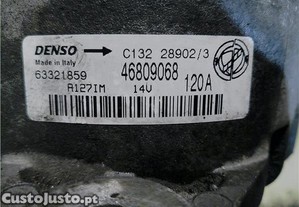 DENSO C132 28902/3
Made in Italy
63321859 46809068
A127IM 14V 120A
CustoJusto.pt